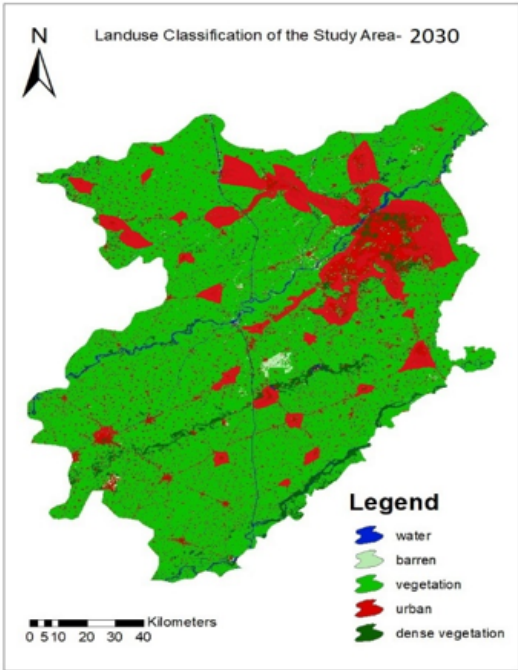 N
Landuse Classification of the Study Area- 2030
Legend
water
barren
vegetation
urban
dense vegetation
Kilometers
0 5 10 20 30 40